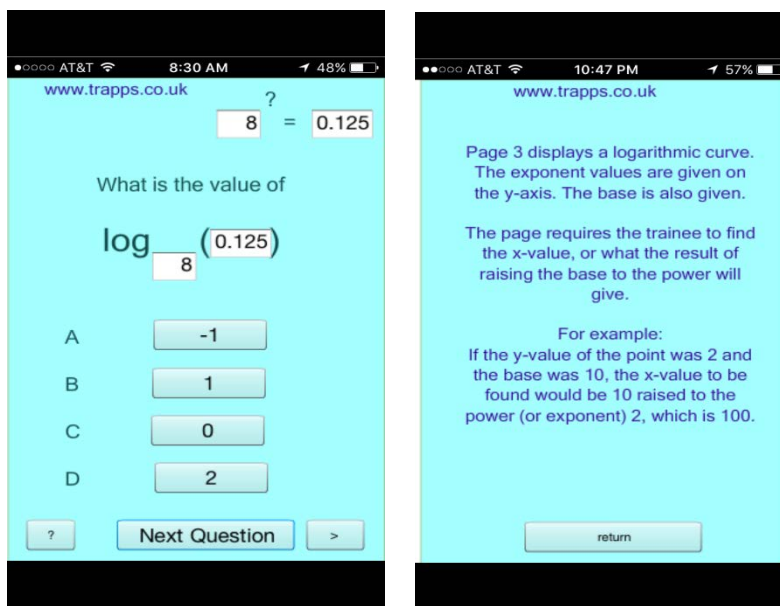 AT&T 8:30 AM 48%
www.trapps.co.uk
?
8 = 0.125
What is the value of
log 8 (0.125)
A -1
B 1
C 0
D 2
? Next Question >
AT&T 10:47 PM 57%
www.trapps.co.uk
Page 3 displays a logarithmic curve.
The exponent values are given on
the y-axis. The base is also given.
The page requires the trainee to find
the x-value, or what the result of
raising the base to the power will
give.
For example:
If the y-value of the point was 2 and
the base was 10, the x-value to be
found would be 10 raised to the
power (or exponent) 2, which is 100.
return